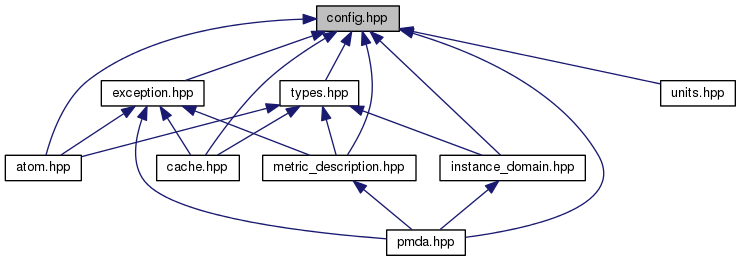 config.hpp
exception.hpp
types.hpp
units.hpp
atom.hpp
cache.hpp
metric_description.hpp
instance_domain.hpp
pmda.hpp